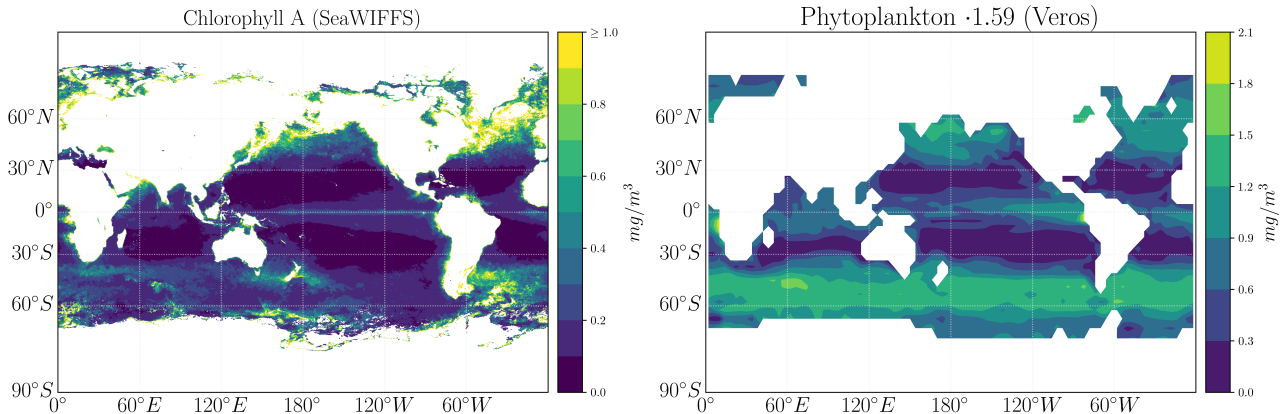 Chlorophyll A (SeaWIFFS)
60°N
30°N
0°
30°S
60°S
90°S
0°
60°E
120°E
180°
120°W
60°W
≥ 1.0
0.8
0.6
0.4
0.2
0.0
mg/m³
Phytoplankton ·1.59 (Veros)
60°N
30°N
0°
30°S
60°S
90°S
0°
60°E
120°E
180°
120°W
60°W
2.1
1.8
1.5
1.2
0.9
0.6
0.3
0.0
mg/m³